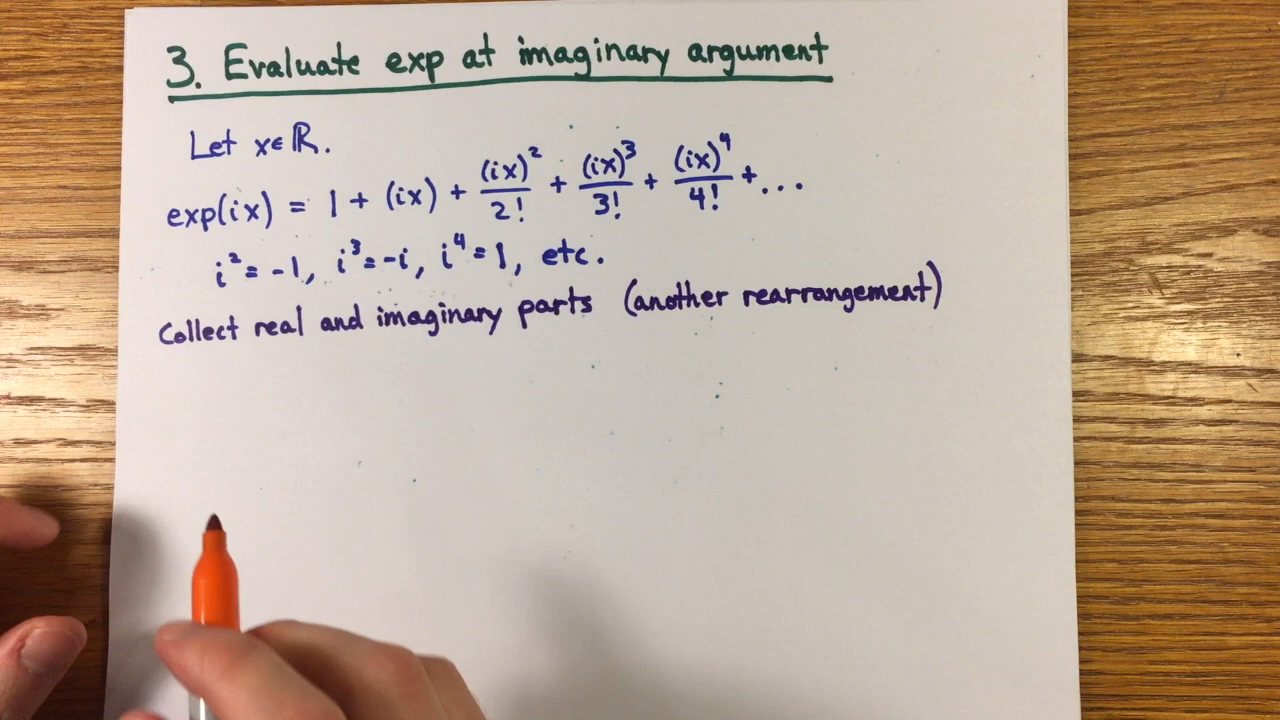 3. Evaluate exp at imaginary argument
Let x∈ℝ.
exp(ix) = 1 + (ix) + (ix)²/2! + (ix)³/3! + (ix)⁴/4! + ...
i² = -1, i³ = -i, i⁴ = 1, etc.
Collect real and imaginary parts (another rearrangement)